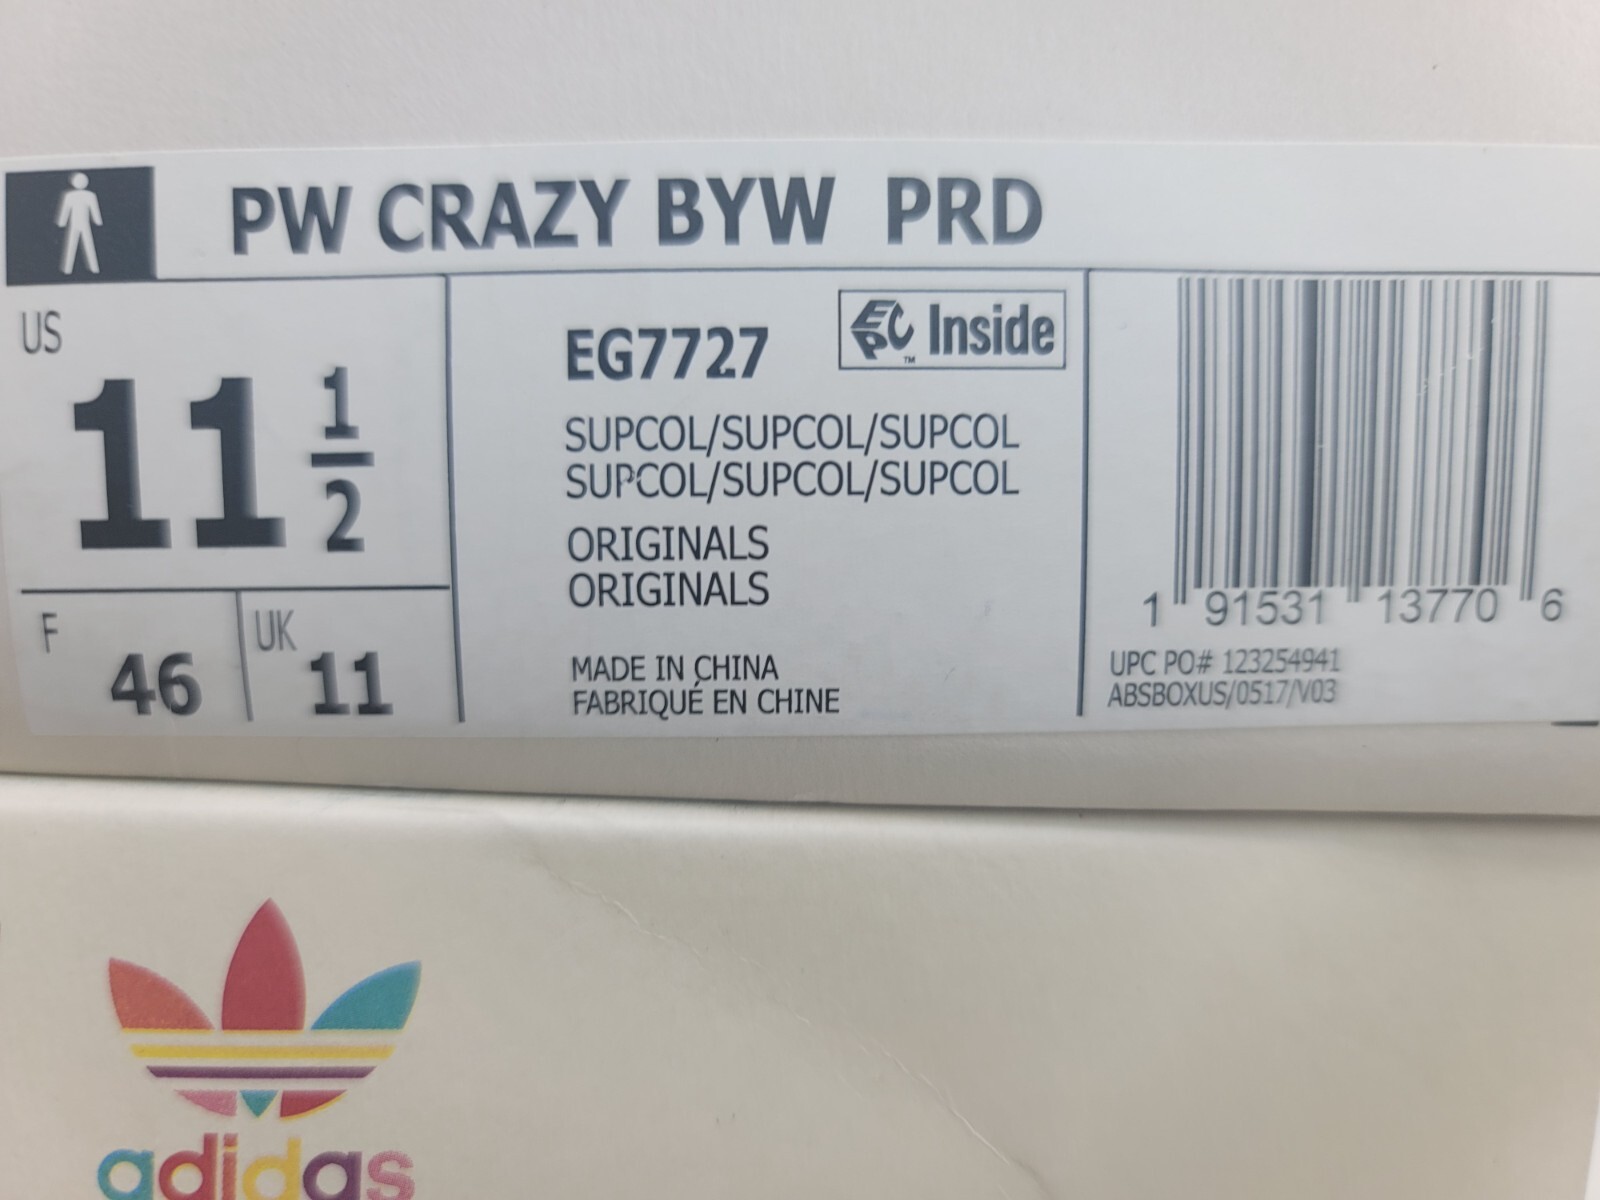 PW CRAZY BYW PRD
US
11 1/2
F
46
UK
11
EG7727
EPC™ Inside
SUPCOL/SUPCOL/SUPCOL
SUPCOL/SUPCOL/SUPCOL
ORIGINALS
ORIGINALS
MADE IN CHINA
FABRIQUÉ EN CHINE
1 91531 13770 6
UPC PO# 123254941
ABSBOXUS/0517/V03
adidas